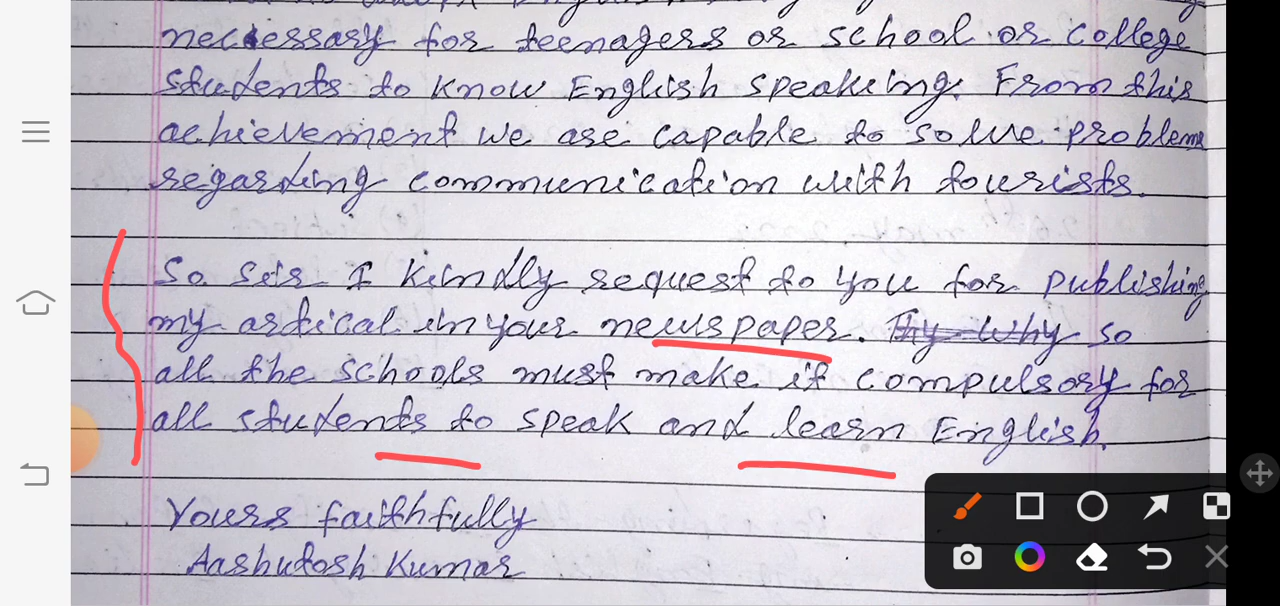 necessary for teenagers or school or college
students to know English speaking. From this
achievement we are capable to solve problems
regarding communication with tourists.
So Sir I kindly request to you for publishing
my artical in your newspaper. Thy Why so
all the schools must make it compulsory for
all students to speak and learn English.
Yours faithfully
Aashutosh Kumar